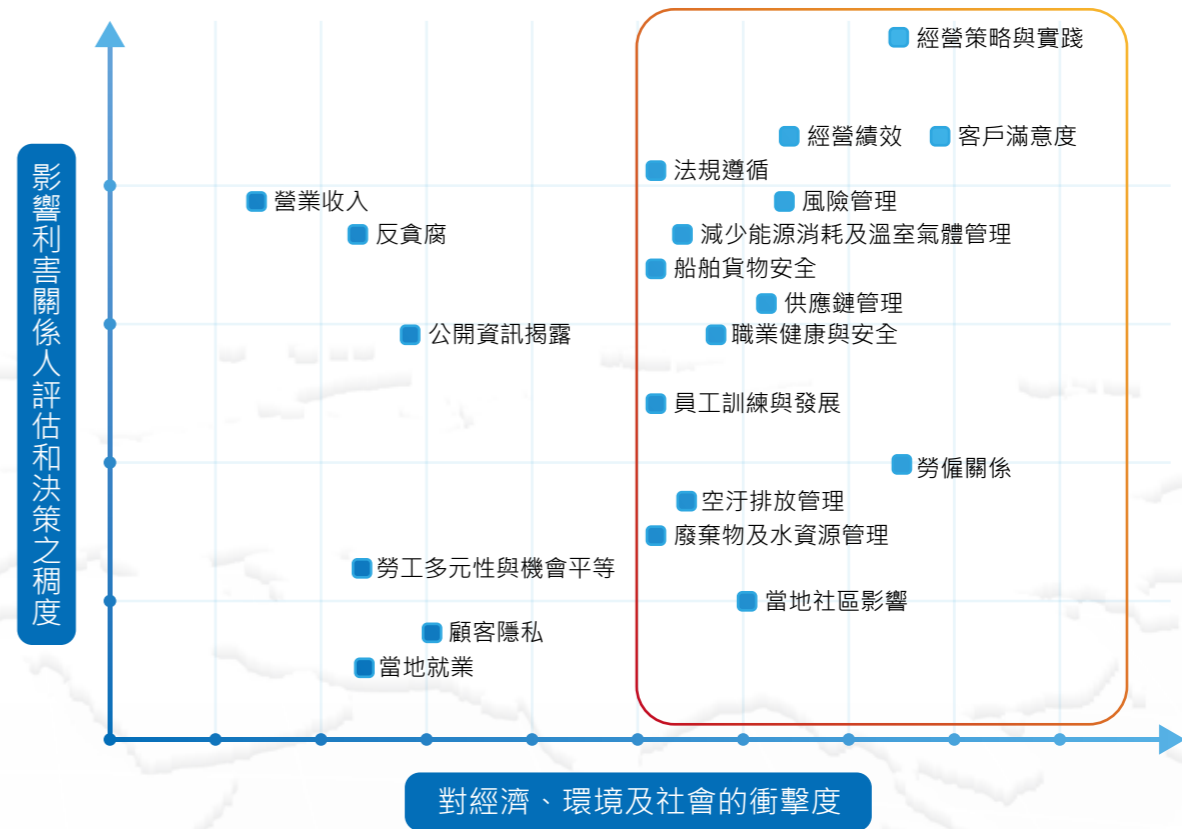 經營策略與實踐
經營績效
客戶滿意度
法規遵循
營業收入
風險管理
反貪腐
減少能源消耗及溫室氣體管理
船舶貨物安全
供應鏈管理
公開資訊揭露
職業健康與安全
員工訓練與發展
勞僱關係
空汙排放管理
廢棄物及水資源管理
勞工多元性與機會平等
當地社區影響
顧客隱私
當地就業
影響利害關係人評估和決策之稠度
對經濟、環境及社會的衝擊度